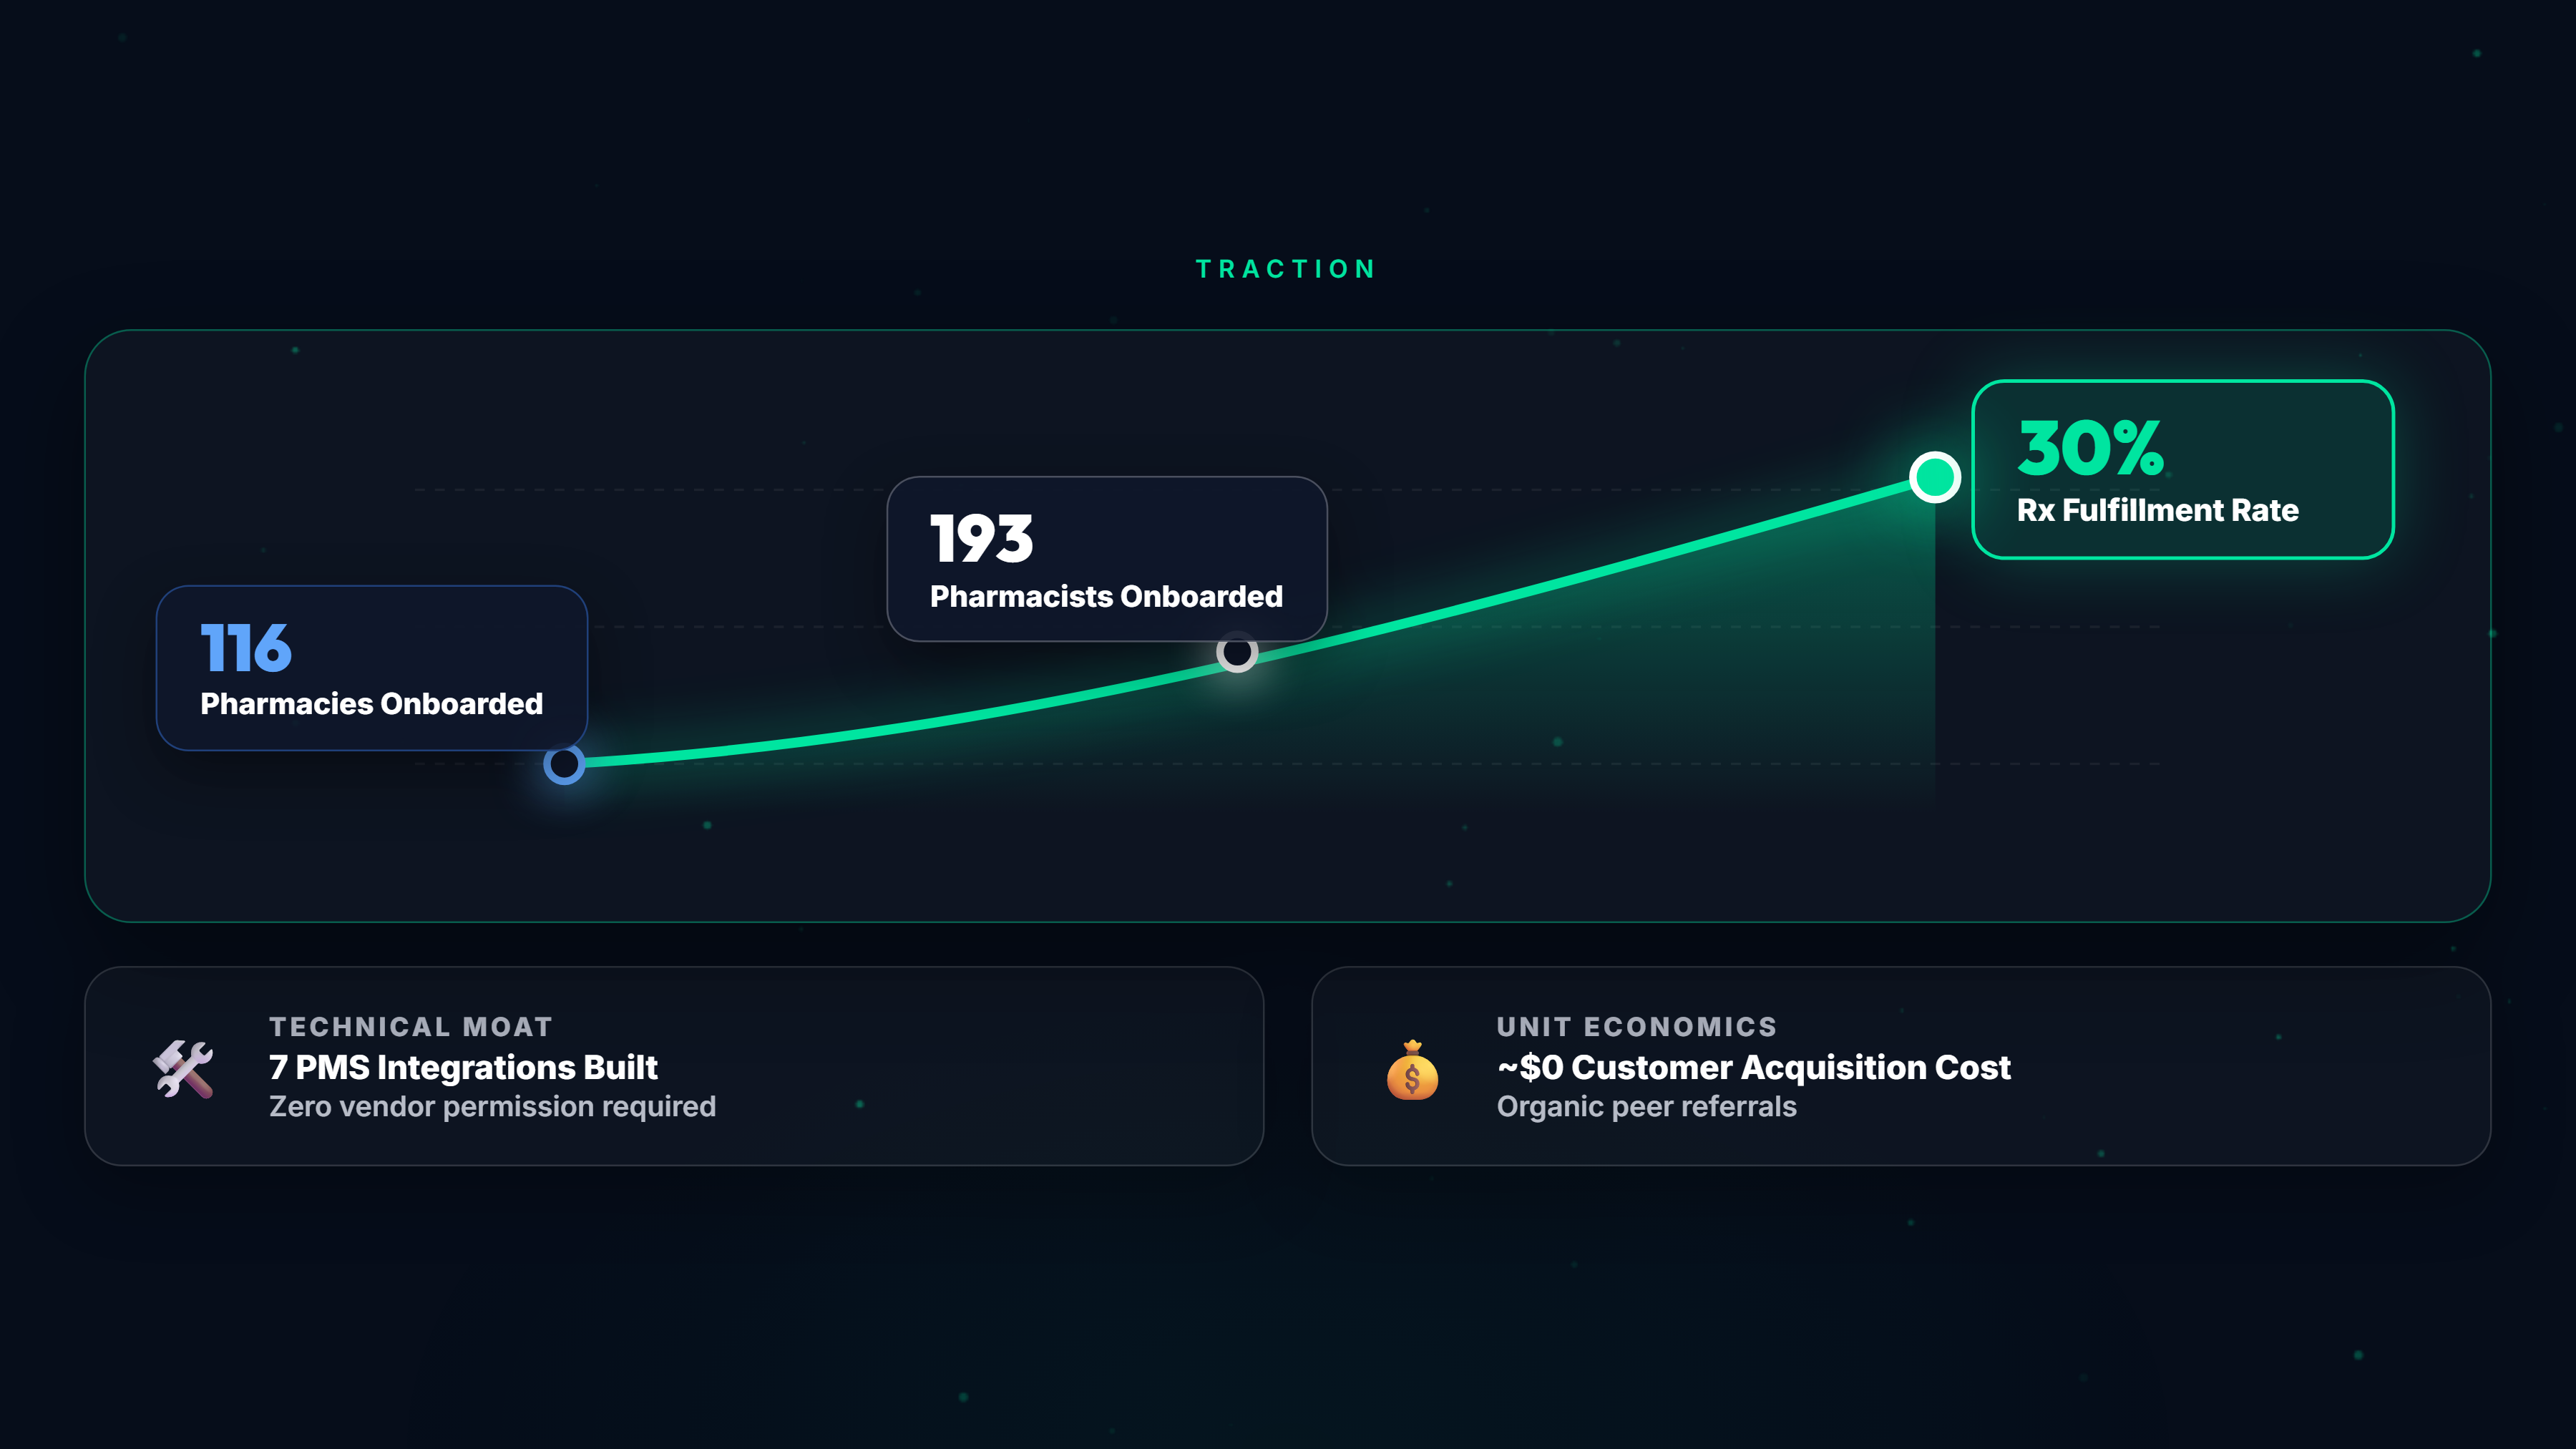 TRACTION
116
Pharmacies Onboarded
193
Pharmacists Onboarded
30%
Rx Fulfillment Rate
TECHNICAL MOAT
7 PMS Integrations Built
Zero vendor permission required
UNIT ECONOMICS
~$0 Customer Acquisition Cost
Organic peer referrals